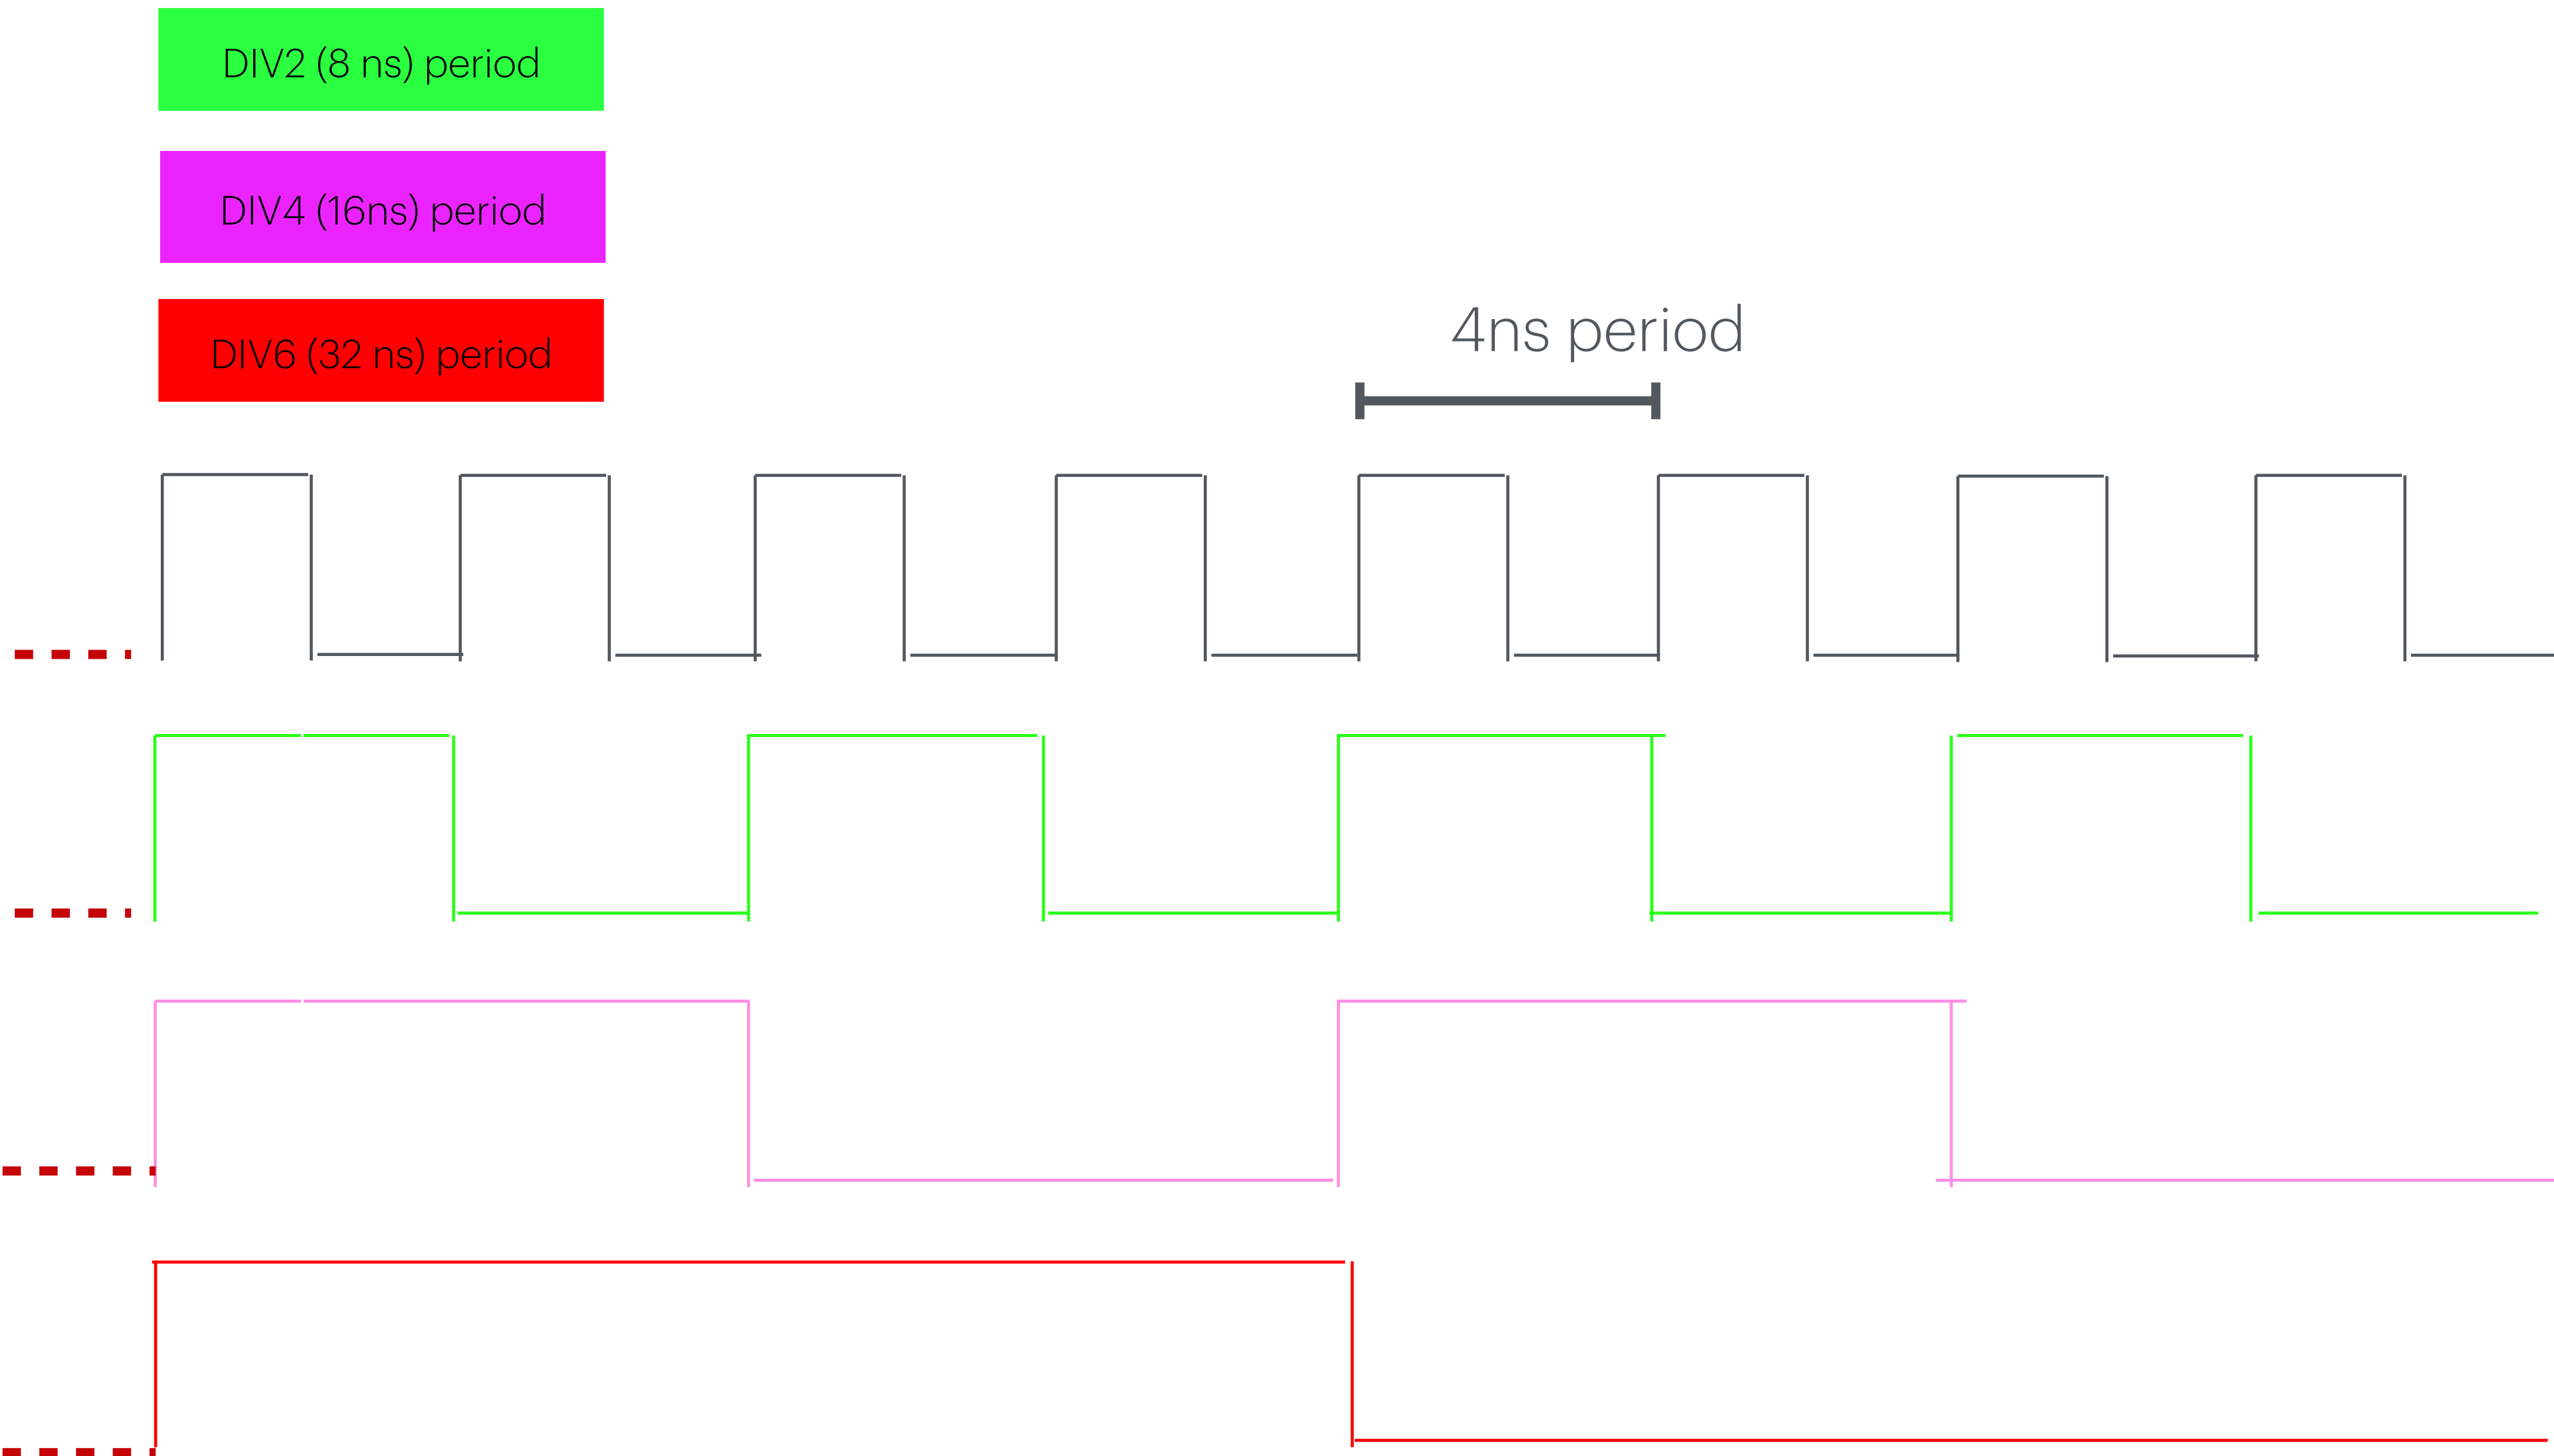 DIV2 (8 ns) period
DIV4 (16ns) period
DIV6 (32 ns) period
4ns period